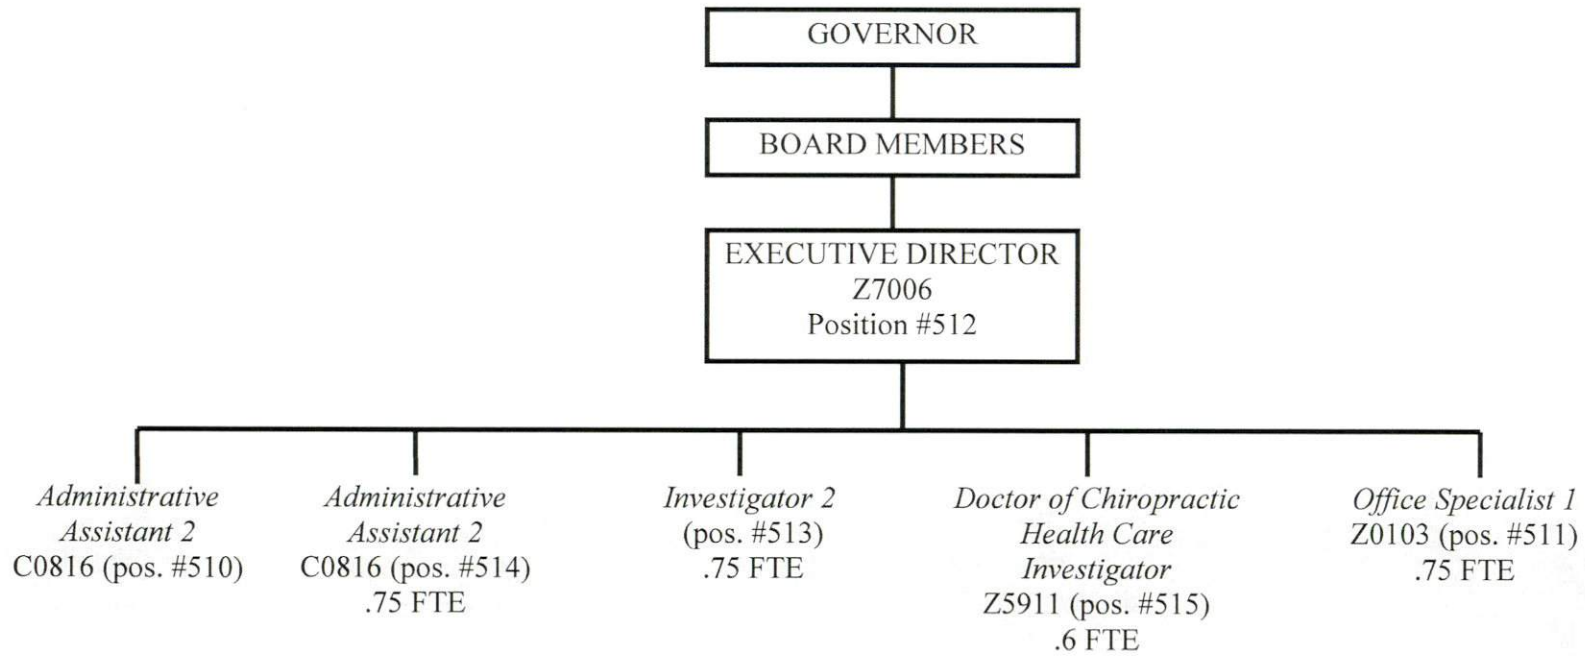 GOVERNOR
BOARD MEMBERS
EXECUTIVE DIRECTOR
Z7006
Position #512
Administrative
Assistant 2
C0816 (pos. #510)
Administrative
Assistant 2
C0816 (pos. #514)
.75 FTE
Investigator 2
(pos. #513)
.75 FTE
Doctor of Chiropractic
Health Care
Investigator
Z5911 (pos. #515)
.6 FTE
Office Specialist 1
Z0103 (pos. #511)
.75 FTE